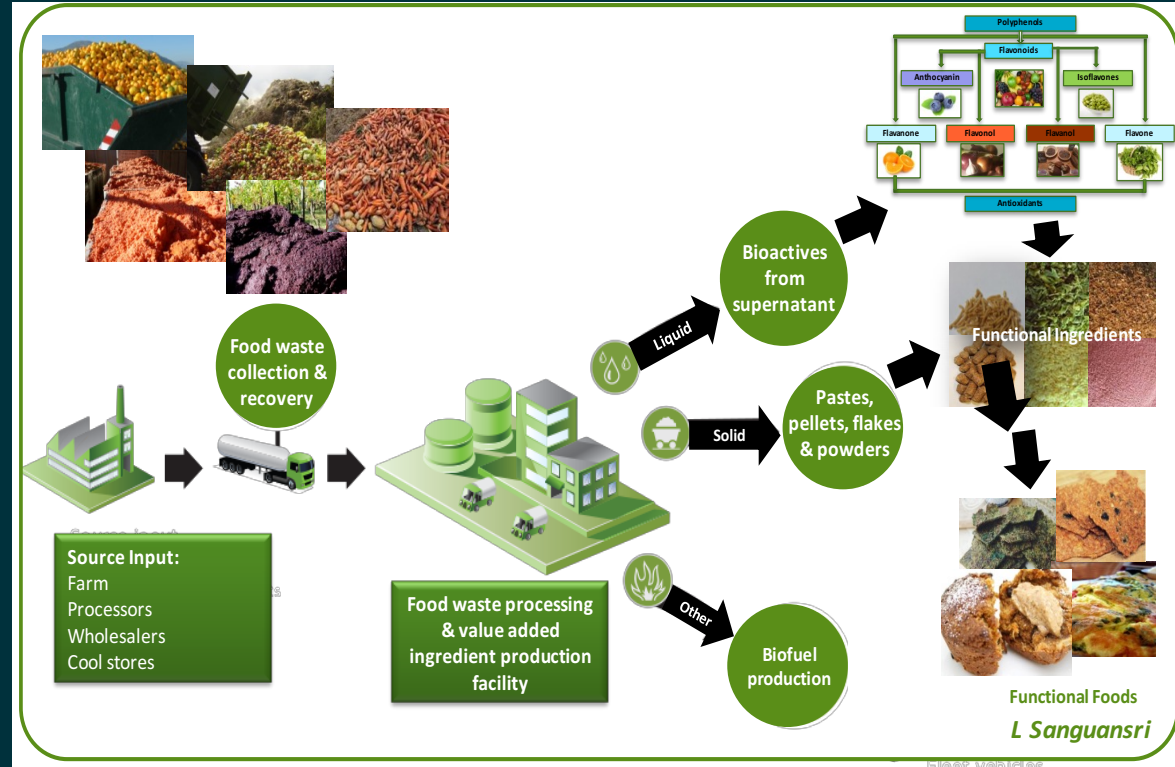 Polyphenols
Flavonoids
Anthocyanin
Isoflavones
Flavanone
Flavonol
Flavanol
Flavone
Antioxidants
Bioactives
from
supernatant
Liquid
Functional Ingredients
Food waste
collection &
recovery
Pastes,
pellets, flakes
& powders
Solid
Source Input:
Farm
Processors
Wholesalers
Cool stores
Food waste processing
& value added
ingredient production
facility
Other
Biofuel
production
Functional Foods
L Sanguansri